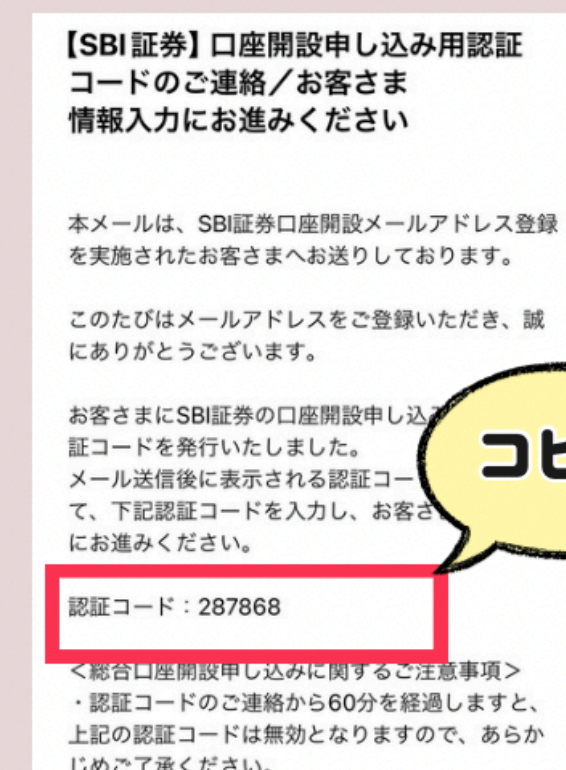 【SBI証券】口座開設申し込み用認証
コードのご連絡／お客さま
情報入力にお進みください
本メールは、SBI証券口座開設メールアドレス登録
を実施されたお客さまへお送りしております。
このたびはメールアドレスをご登録いただき、誠
にありがとうございます。
お客さまにSBI証券の口座開設申し込み
証コードを発行いたしました。
メール送信後に表示される認証コー
て、下記認証コードを入力し、お客さ
にお進みください。
コピ
認証コード：287868
＜総合口座開設申し込みに関するご注意事項＞
・認証コードのご連絡から60分を経過しますと、
上記の認証コードは無効となりますので、あらか
じめご了承ください。